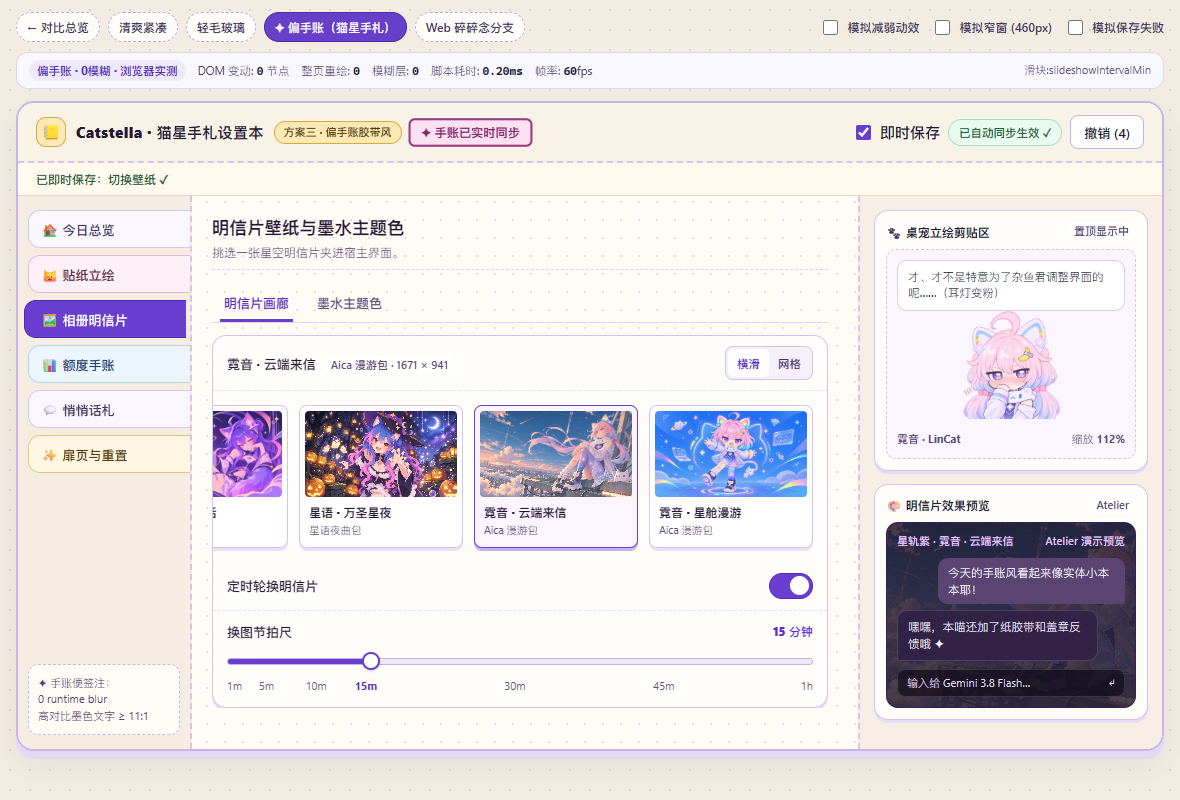 ← 对比总览
清爽紧凑
轻毛玻璃
✦ 偏手账（猫星手札）
Web 碎碎念分支
模拟减弱动效
模拟窄窗 (460px)
模拟保存失败
偏手账 · 0模糊 · 浏览器实测
DOM 变动: 0 节点
整页重绘: 0
模糊层: 0
脚本耗时: 0.20ms
帧率: 60fps
滑块:slideshowIntervalMin
Catstella · 猫星手札设置本
方案三 · 偏手账胶带风
✦ 手账已实时同步
即时保存
已自动同步生效 ✓
撤销 (4)
已即时保存：切换壁纸 ✓
今日总览
贴纸立绘
相册明信片
额度手账
悄悄话札
扉页与重置
✦ 手账便签注:
0 runtime blur
高对比墨色文字 ≥ 11:1
明信片壁纸与墨水主题色
挑选一张星空明信片夹进宿主界面。
明信片画廊
墨水主题色
霓音 · 云端来信
Aica 漫游包 · 1671 × 941
横滑
网格
星语 · 万圣星夜
星语夜曲包
霓音 · 云端来信
Aica 漫游包
霓音 · 星舱漫游
Aica 漫游包
定时轮换明信片
换图节拍尺
15 分钟
1m
5m
10m
15m
30m
45m
1h
桌宠立绘剪贴区
置顶显示中
才、才不是特意为了杂鱼君调整界面的
呢……（耳灯变粉）
霓音 · LinCat
缩放 112%
明信片效果预览
Atelier
星轨紫 · 霓音 · 云端来信
Atelier 演示预览
今天的手账风看起来像实体小本
本耶！
嘿嘿，本喵还加了纸胶带和盖章反
馈哦 ✦
输入给 Gemini 3.8 Flash...
↲